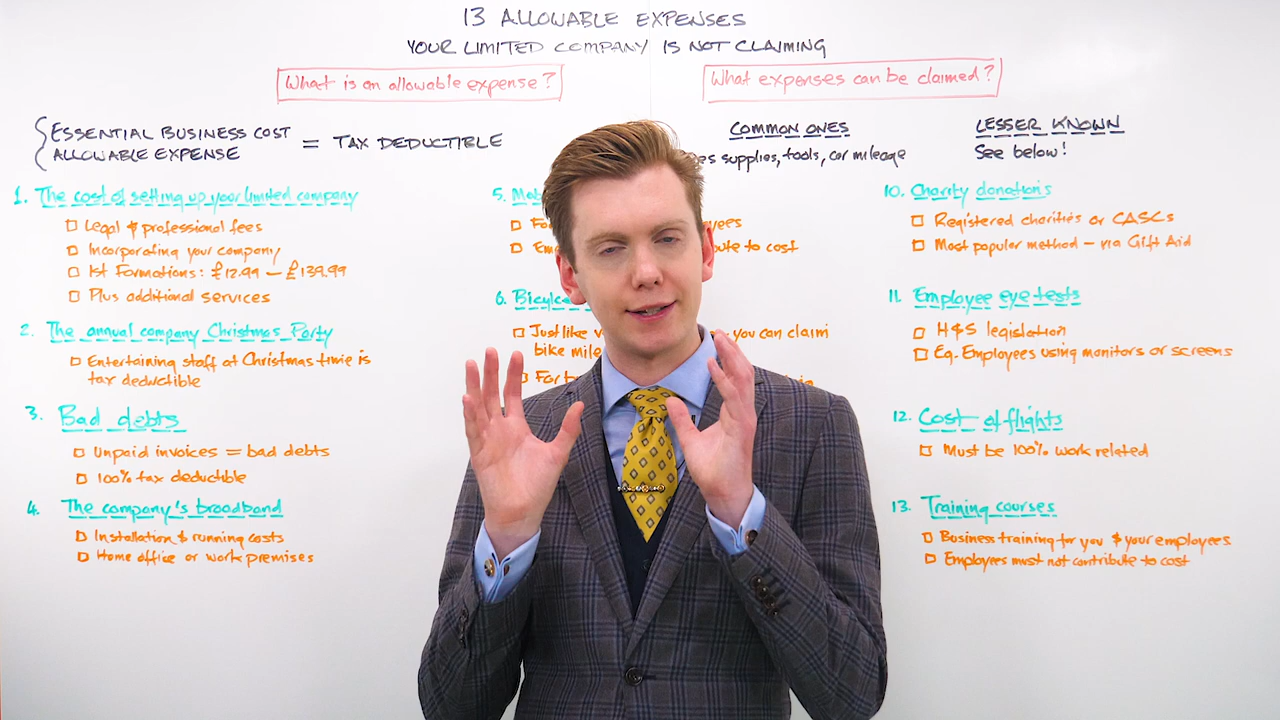 13 ALLOWABLE EXPENSES
YOUR LIMITED COMPANY IS NOT CLAIMING
What is an allowable expense?
What expenses can be claimed?
ESSENTIAL BUSINESS COST
ALLOWABLE EXPENSE
= TAX DEDUCTIBLE
COMMON ONES
supplies, tools, car mileage
LESSER KNOWN
See below!
1. The cost of setting up your limited company
Legal & professional fees
Incorporating your company
1st Formations: £12.99 – £139.99
Plus additional services
2. The annual company Christmas Party
Entertaining staff at Christmas time is
tax deductible
3. Bad debts
Unpaid invoices = bad debts
100% tax deductible
4. The company's broadband
Installation & running costs
Home office or work premises
5.
to cost
6.
Just like you can claim
bike
10. Charity donations
Registered charities or CASCs
Most popular method – via Gift Aid
11. Employee eye tests
H&S legislation
Eg. Employees using monitors or screens
12. Cost of flights
Must be 100% work related
13. Training courses
Business training for you & your employees
Employees must not contribute to cost